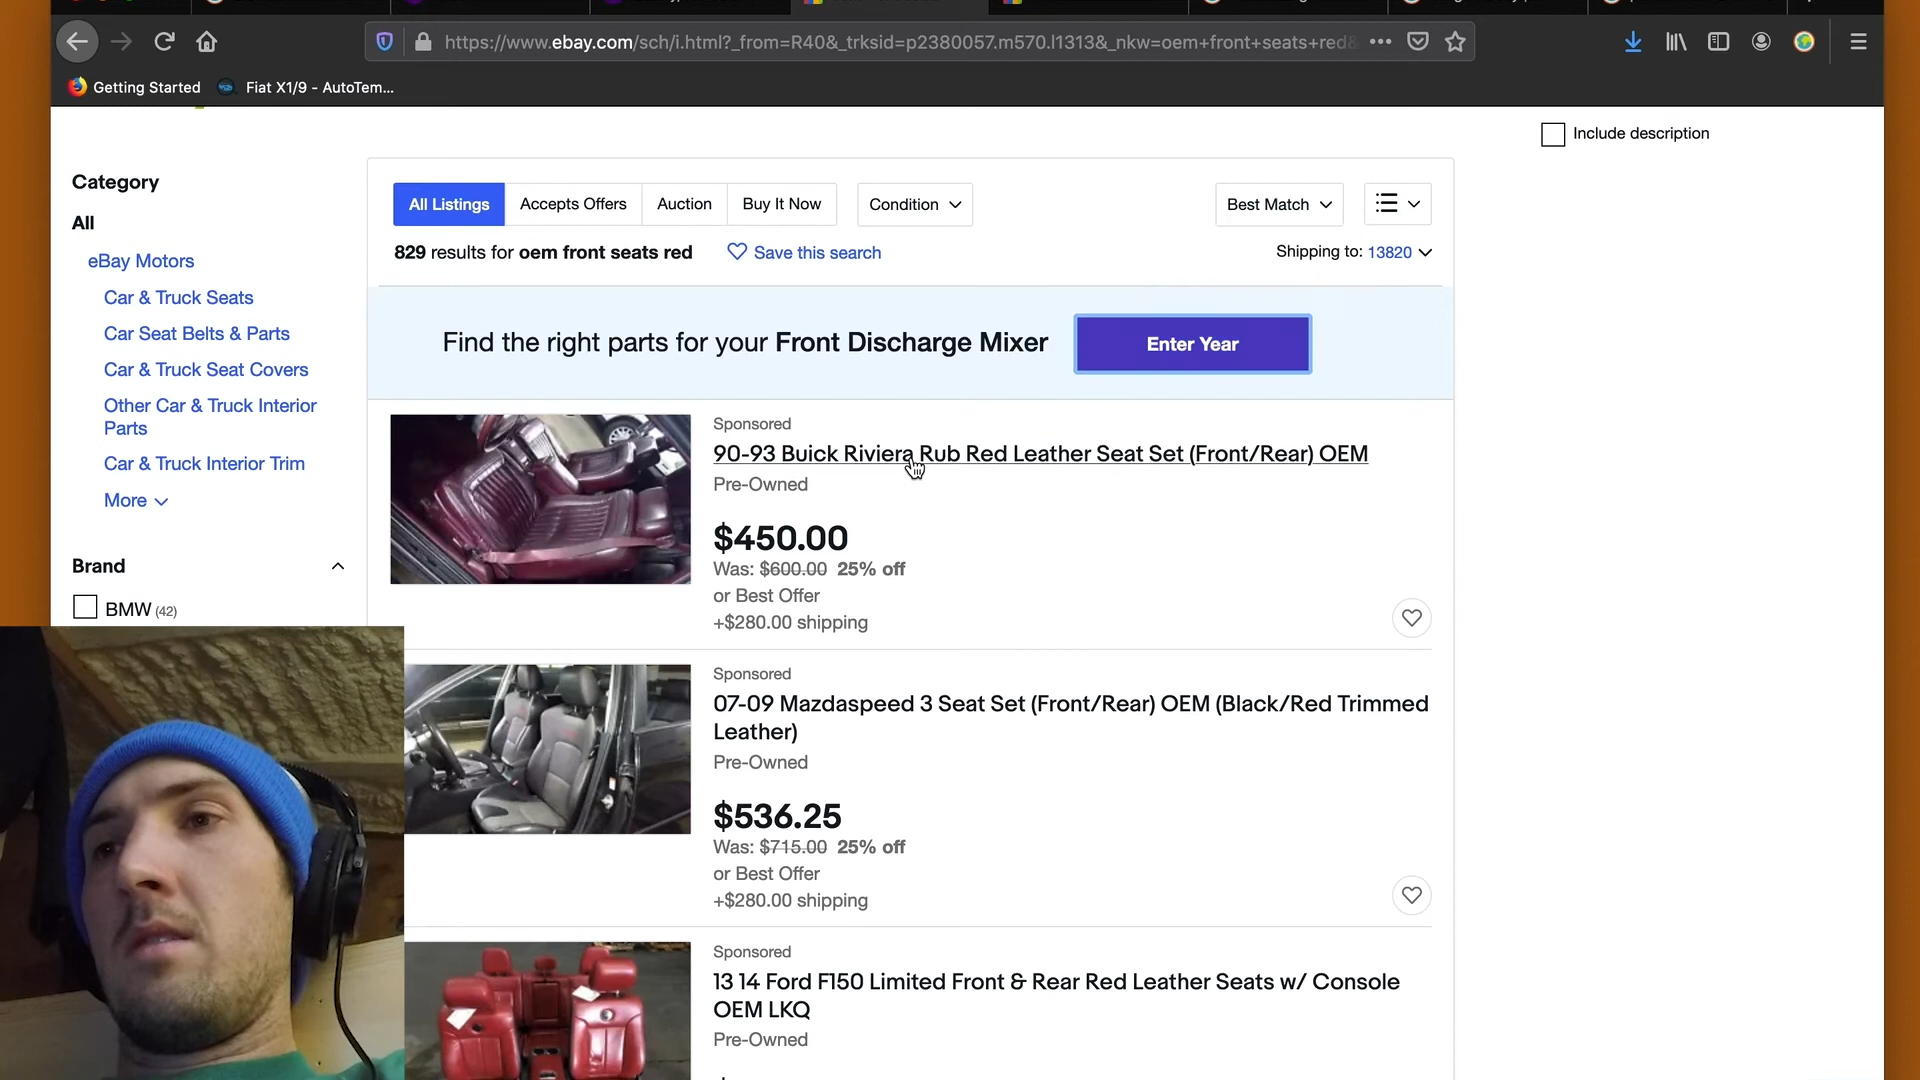 https://www.ebay.com/sch/i.html?_from=R40&_trksid=p2380057.m570.l1313&_nkw=oem+front+seats+red&
Getting Started
Fiat X1/9 - AutoTem...
Include description
Category
All
eBay Motors
Car & Truck Seats
Car Seat Belts & Parts
Car & Truck Seat Covers
Other Car & Truck Interior
Parts
Car & Truck Interior Trim
More
Brand
BMW (42)
All Listings
Accepts Offers
Auction
Buy It Now
Condition
Best Match
829 results for oem front seats red
Save this search
Shipping to: 13820
Find the right parts for your Front Discharge Mixer
Enter Year
Sponsored
90-93 Buick Riviera Rub Red Leather Seat Set (Front/Rear) OEM
Pre-Owned
$450.00
Was: $600.00 25% off
or Best Offer
+$280.00 shipping
Sponsored
07-09 Mazdaspeed 3 Seat Set (Front/Rear) OEM (Black/Red Trimmed
Leather)
Pre-Owned
$536.25
Was: $715.00 25% off
or Best Offer
+$280.00 shipping
Sponsored
13 14 Ford F150 Limited Front & Rear Red Leather Seats w/ Console
OEM LKQ
Pre-Owned